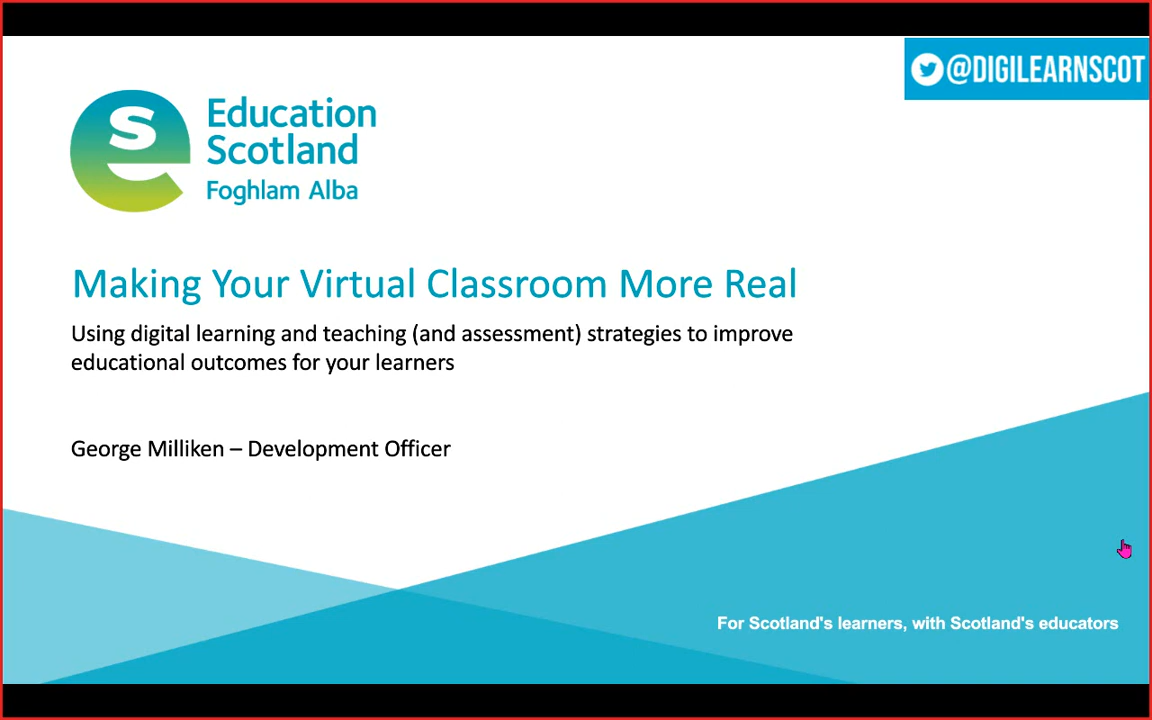 @DIGILEARNSCOT
se
Education
Scotland
Foghlam Alba
Making Your Virtual Classroom More Real
Using digital learning and teaching (and assessment) strategies to improve
educational outcomes for your learners
George Milliken – Development Officer
For Scotland's learners, with Scotland's educators